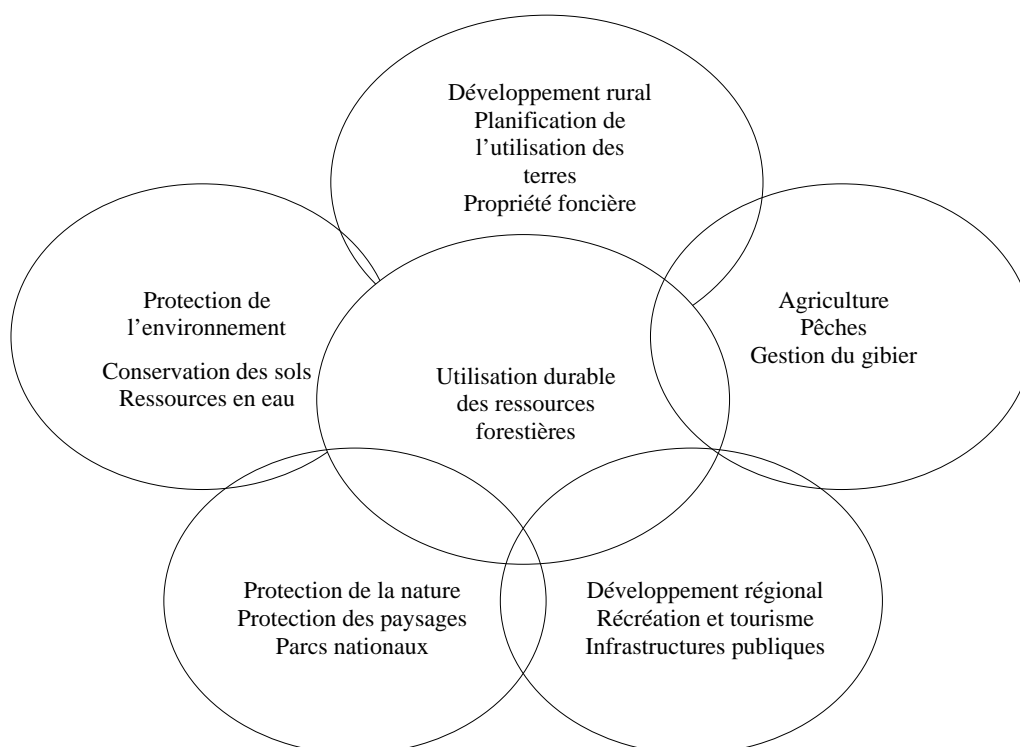 Développement rural
Planification de
l’utilisation des
terres
Propriété foncière
Protection de
l’environnement
Conservation des sols
Ressources en eau
Agriculture
Pêches
Gestion du gibier
Utilisation durable
des ressources
forestières
Protection de la nature
Protection des paysages
Parcs nationaux
Développement régional
Récréation et tourisme
Infrastructures publiques